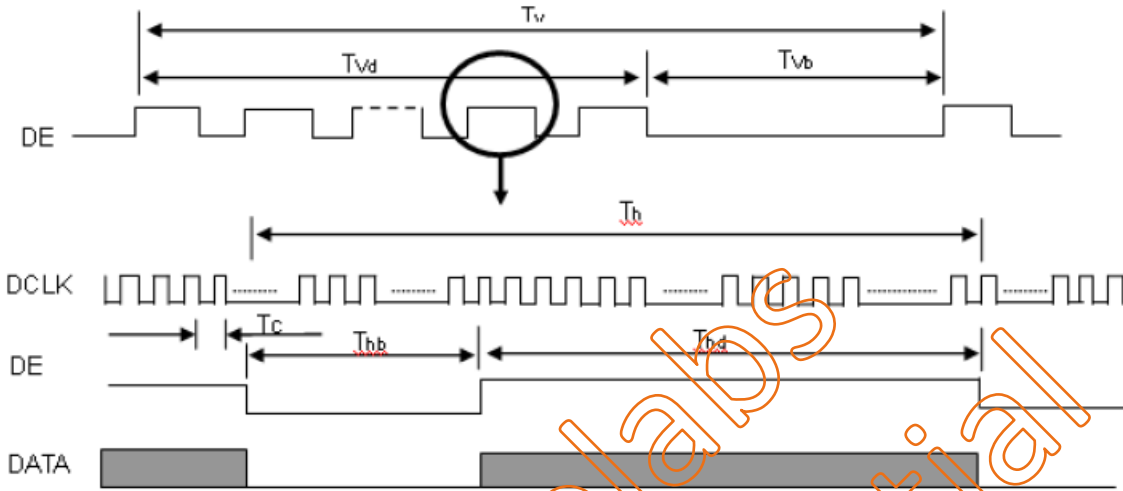 Tv
Tvd
Tvb
DE
Th
DCLK
Tc
Thb
Thd
DE
DATA